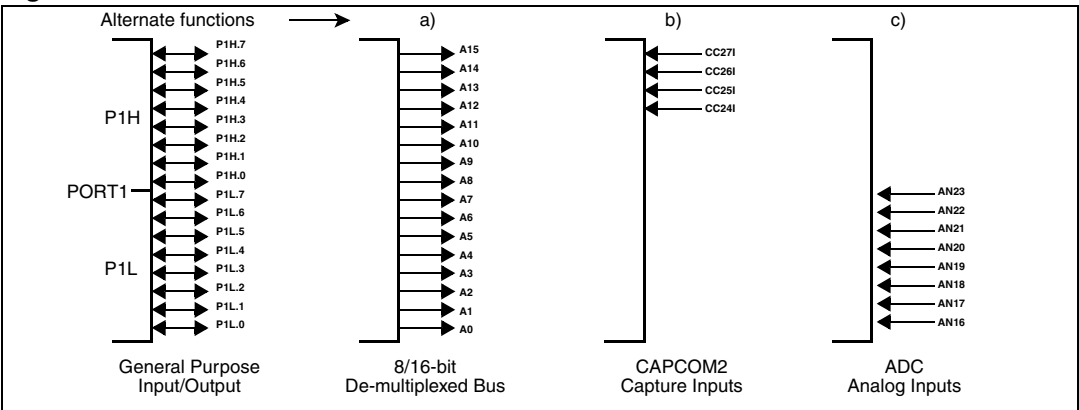 Alternate functions a) b) c)
P1H.7
P1H.6
P1H.5
P1H.4
P1H.3
P1H.2
P1H.1
P1H.0
P1L.7
P1L.6
P1L.5
P1L.4
P1L.3
P1L.2
P1L.1
P1L.0
P1H
PORT1
P1L
General Purpose
Input/Output
A15
A14
A13
A12
A11
A10
A9
A8
A7
A6
A5
A4
A3
A2
A1
A0
8/16-bit
De-multiplexed Bus
CC27I
CC26I
CC25I
CC24I
CAPCOM2
Capture Inputs
AN23
AN22
AN21
AN20
AN19
AN18
AN17
AN16
ADC
Analog Inputs